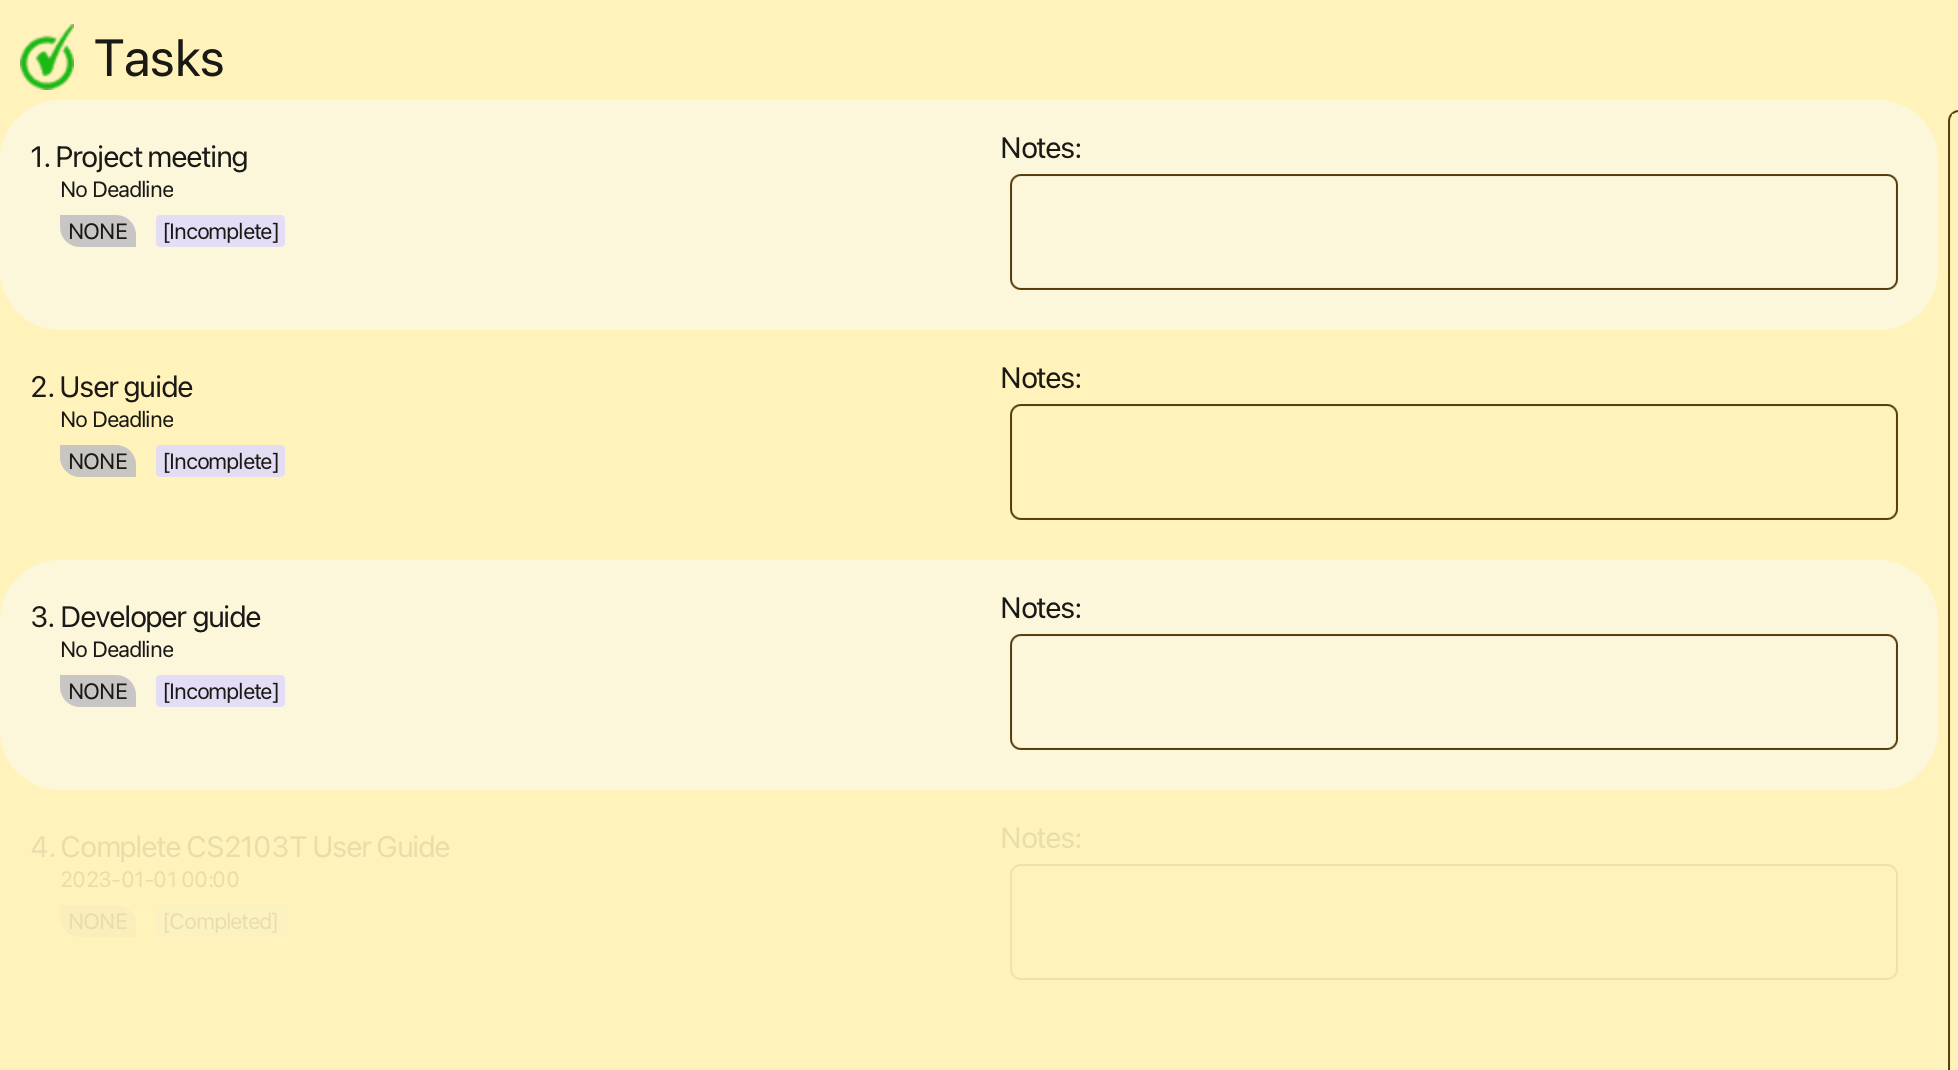 Tasks
1. Project meeting
No Deadline
NONE [Incomplete]
Notes:
2. User guide
No Deadline
NONE [Incomplete]
Notes:
3. Developer guide
No Deadline
NONE [Incomplete]
Notes:
4. Complete CS2103T User Guide
2023-01-01 00:00
NONE [Completed]
Notes: